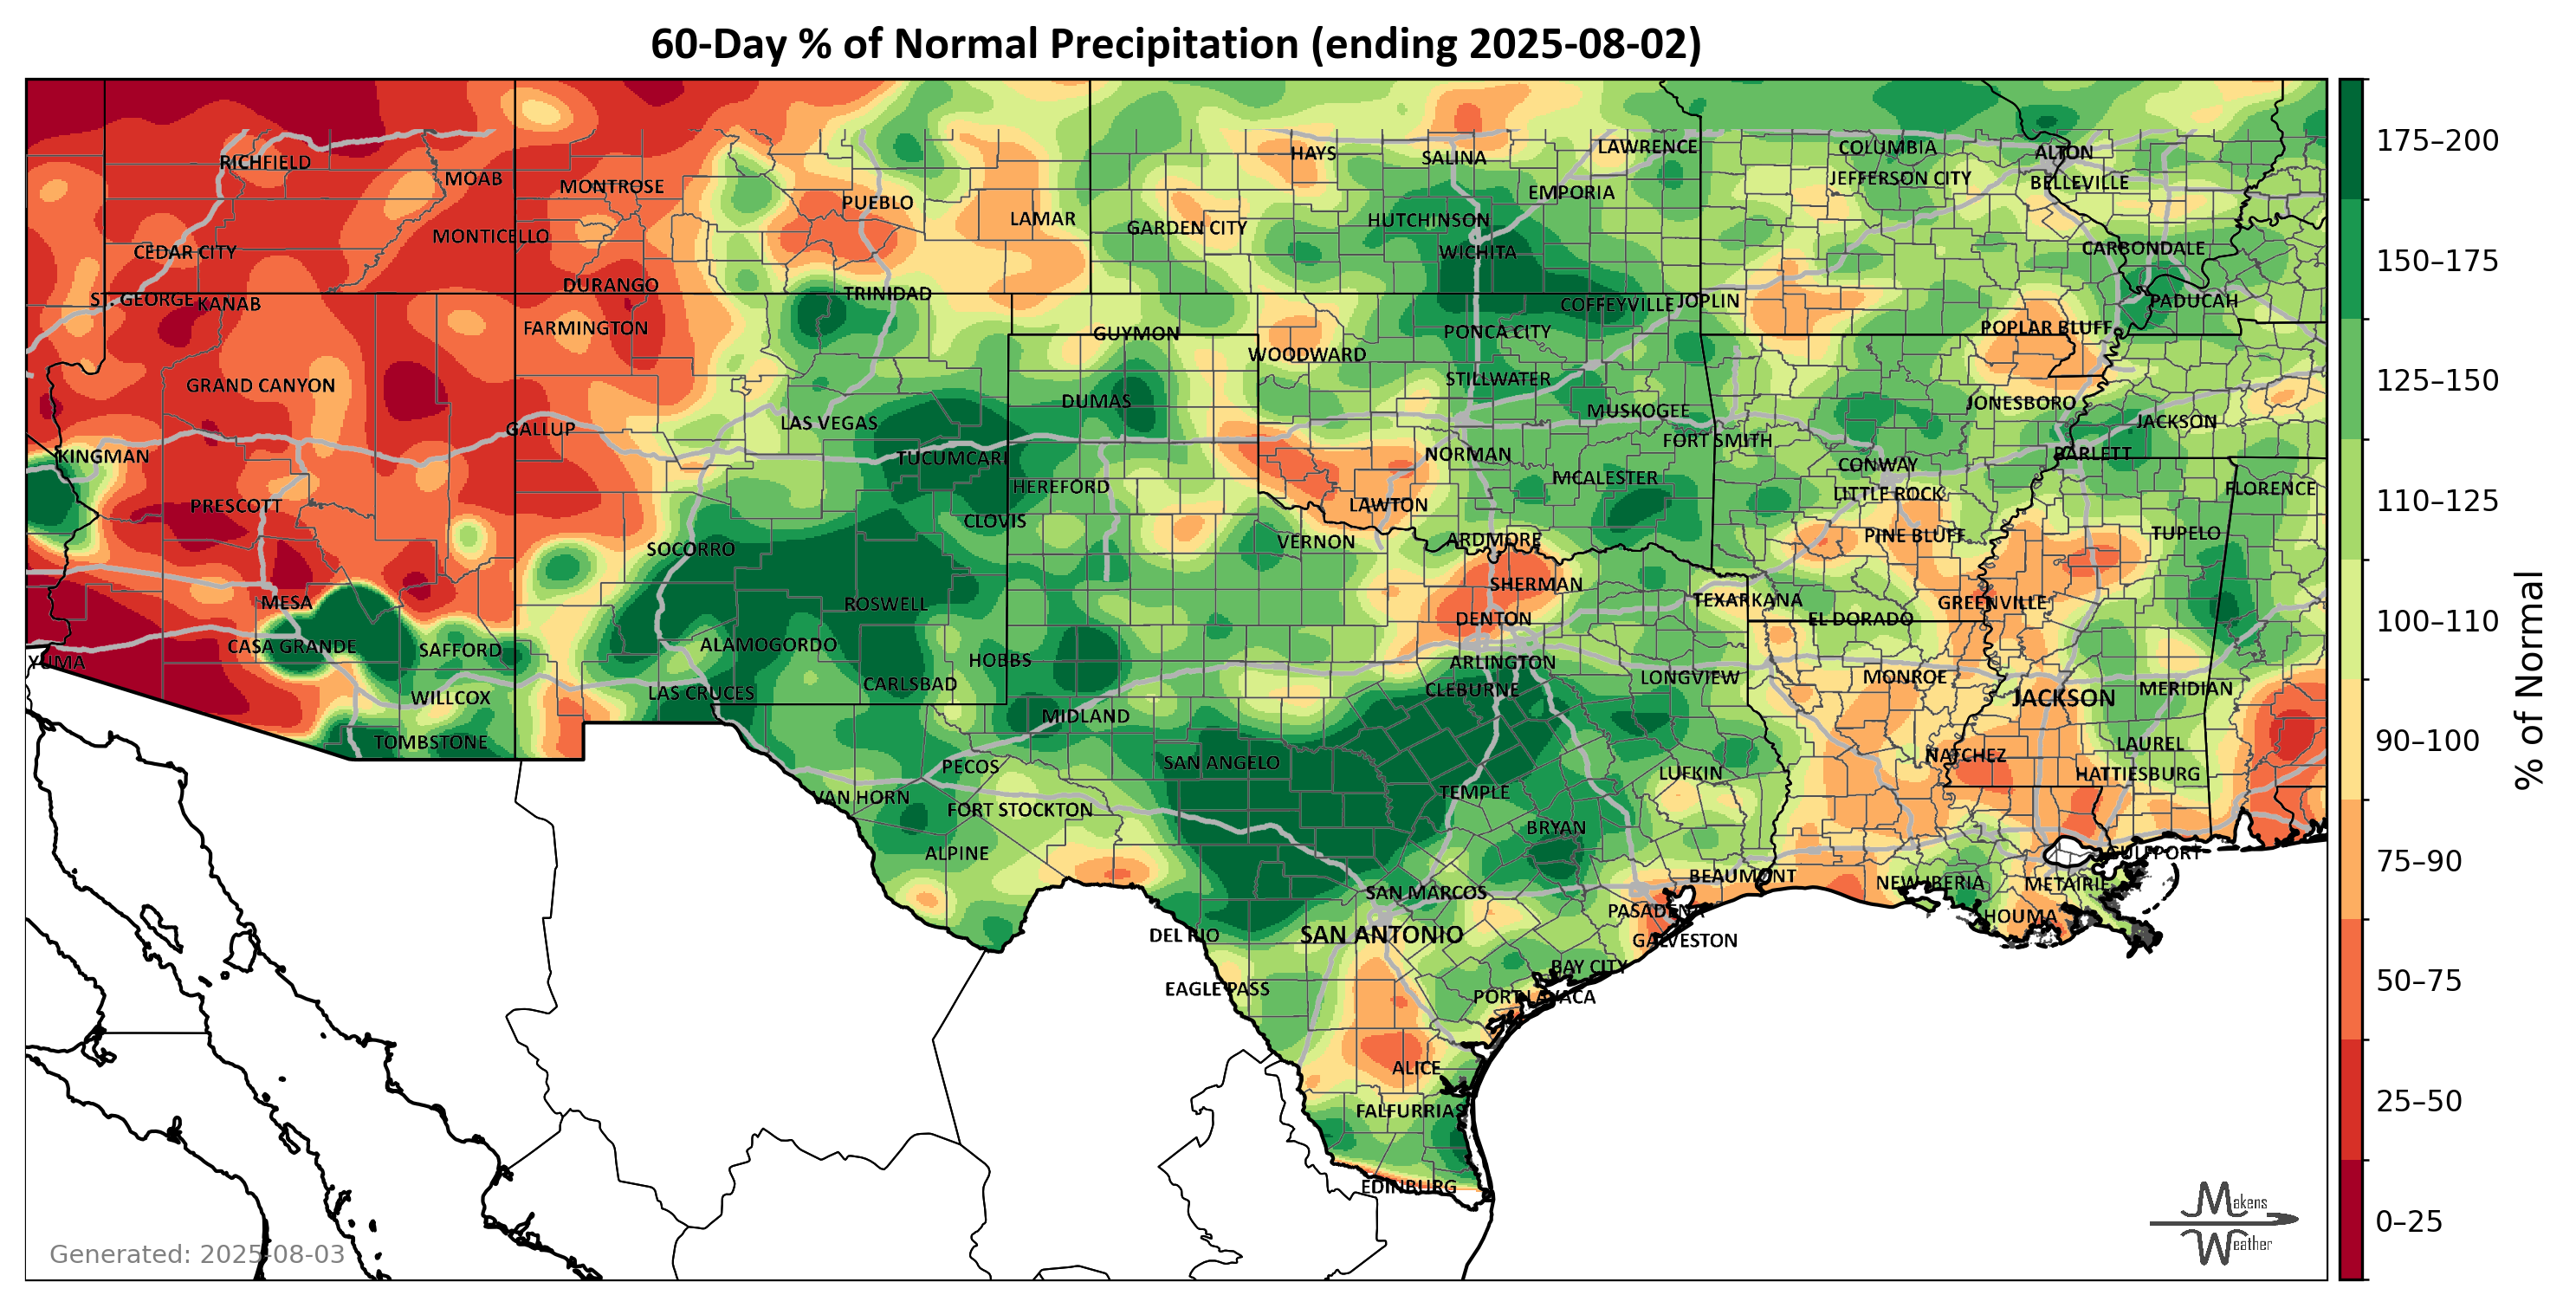 60-Day % of Normal Precipitation (ending 2025-08-02)
RICHFIELD
MOAB
MONTROSE
PUEBLO
LAMAR
HAYS
SALINA
LAWRENCE
COLUMBIA
ALTON
JEFFERSON CITY
BELLEVILLE
EMPORIA
GARDEN CITY
HUTCHINSON
WICHITA
CEDAR CITY
MONTICELLO
CARBONDALE
DURANGO
TRINIDAD
ST. GEORGE
KANAB
COFFEYVILLE
JOPLIN
PADUCAH
FARMINGTON
GUYMON
PONCA CITY
POPLAR BLUFF
WOODWARD
GRAND CANYON
STILLWATER
DUMAS
MUSKOGEE
JONESBORO
LAS VEGAS
JACKSON
GALLUP
FORT SMITH
KINGMAN
TUCUMCARI
NORMAN
BARLETT
CONWAY
HEREFORD
MCALESTER
FLORENCE
LITTLE ROCK
PRESCOTT
LAWTON
CLOVIS
PINE BLUFF
TUPELO
SOCORRO
VERNON
ARDMORE
SHERMAN
MESA
ROSWELL
TEXARKANA
GREENVILLE
DENTON
EL DORADO
CASA GRANDE
SAFFORD
ALAMOGORDO
YUMA
HOBBS
ARLINGTON
LONGVIEW
MONROE
WILLCOX
LAS CRUCES
CARLSBAD
CLEBURNE
JACKSON
MERIDIAN
MIDLAND
TOMBSTONE
LAUREL
NATCHEZ
PECOS
SAN ANGELO
LUFKIN
HATTIESBURG
VAN HORN
FORT STOCKTON
TEMPLE
BRYAN
ALPINE
GULFPORT
BEAUMONT
NEW IBERIA
METAIRIE
SAN MARCOS
PASADENA
HOUMA
DEL RIO
SAN ANTONIO
GALVESTON
BAY CITY
EAGLE PASS
PORT LAVACA
ALICE
FALFURRIAS
EDINBURG
Generated: 2025-08-03
Makens
Weather
175–200
150–175
125–150
110–125
100–110
90–100
75–90
50–75
25–50
0–25
% of Normal